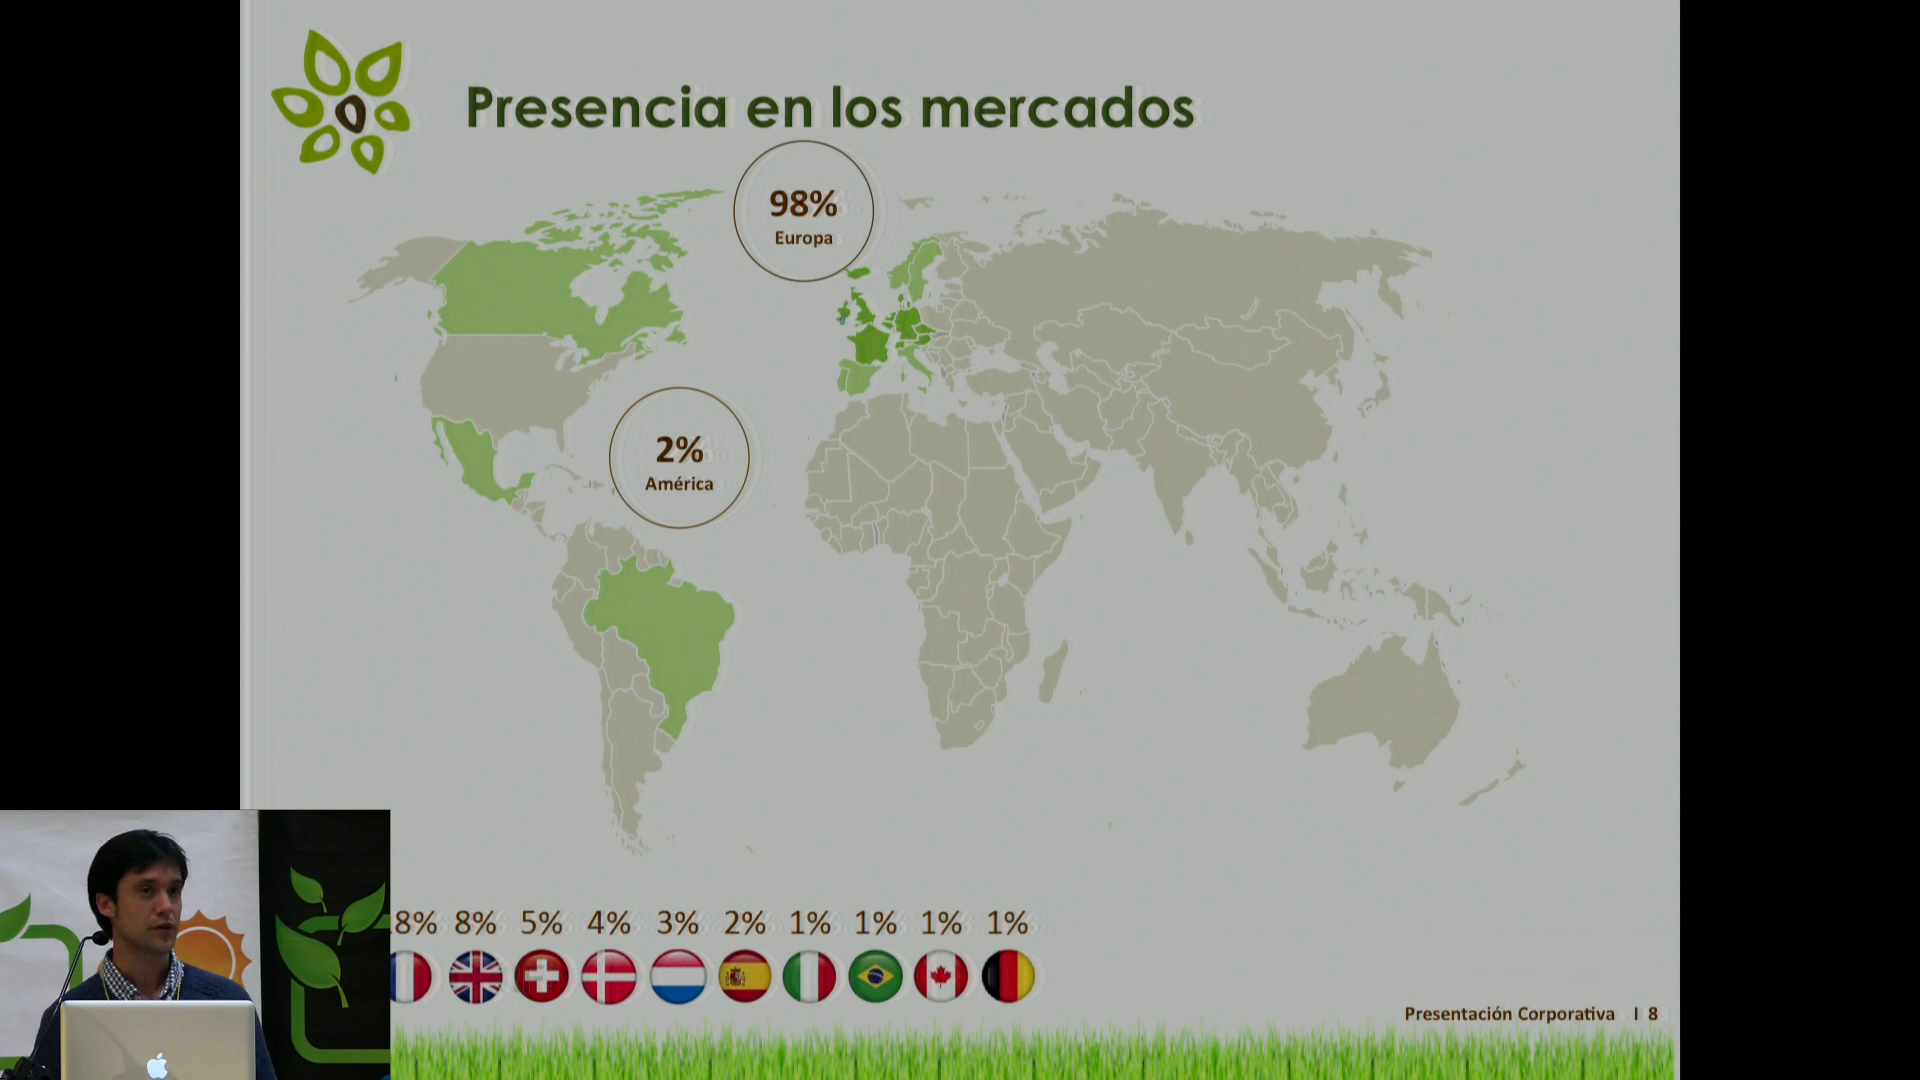 Presencia en los mercados
98%
Europa
2%
América
8% 8% 5% 4% 3% 2% 1% 1% 1% 1%
Presentación Corporativa I 8